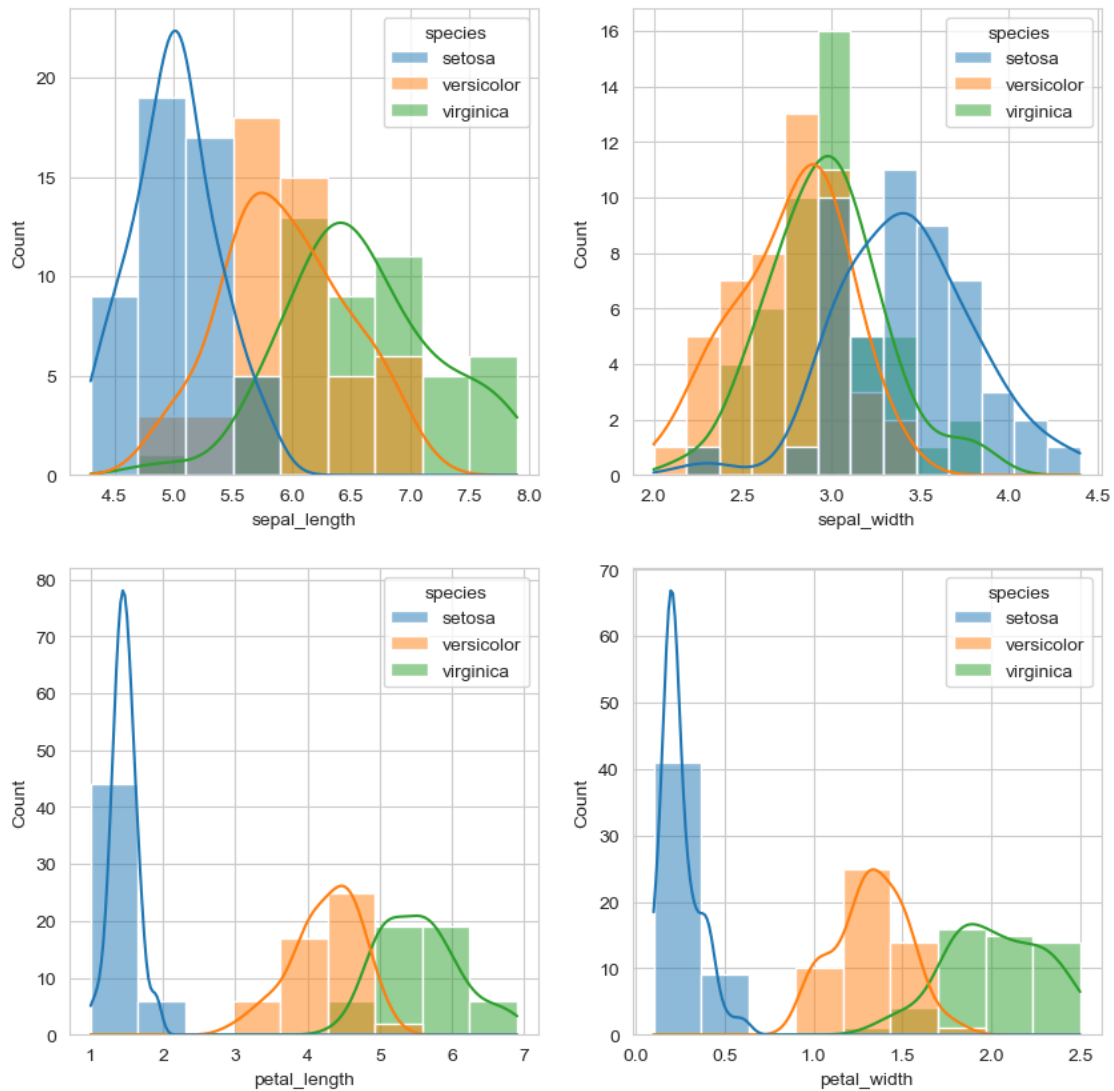 species
setosa
versicolor
virginica
20
15
10
5
0
Count
4.5 5.0 5.5 6.0 6.5 7.0 7.5 8.0
sepal_length
species
setosa
versicolor
virginica
16
14
12
10
8
6
4
2
0
Count
2.0 2.5 3.0 3.5 4.0 4.5
sepal_width
species
setosa
versicolor
virginica
80
70
60
50
40
30
20
10
0
Count
1 2 3 4 5 6 7
petal_length
species
setosa
versicolor
virginica
70
60
50
40
30
20
10
0
Count
0.0 0.5 1.0 1.5 2.0 2.5
petal_width